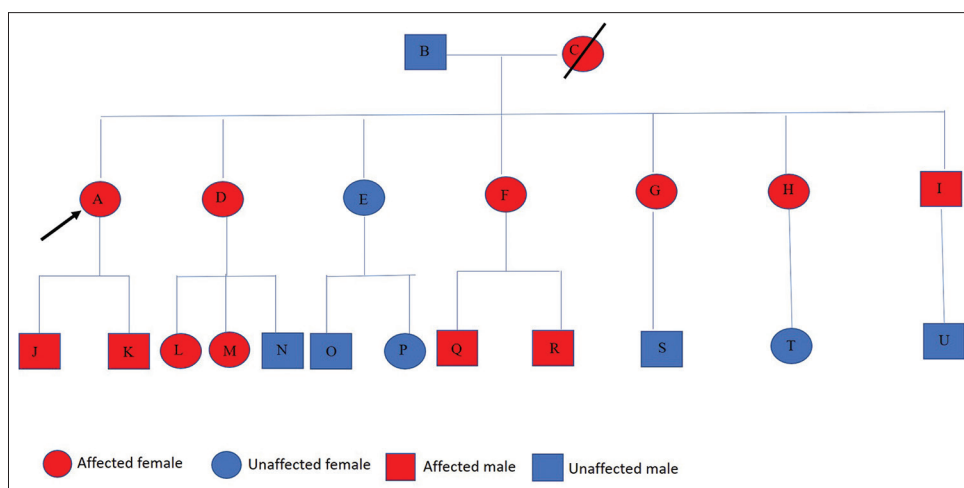 B C
A D E F G H I
J K L M N O P Q R S T U
Affected female Unaffected female Affected male Unaffected male